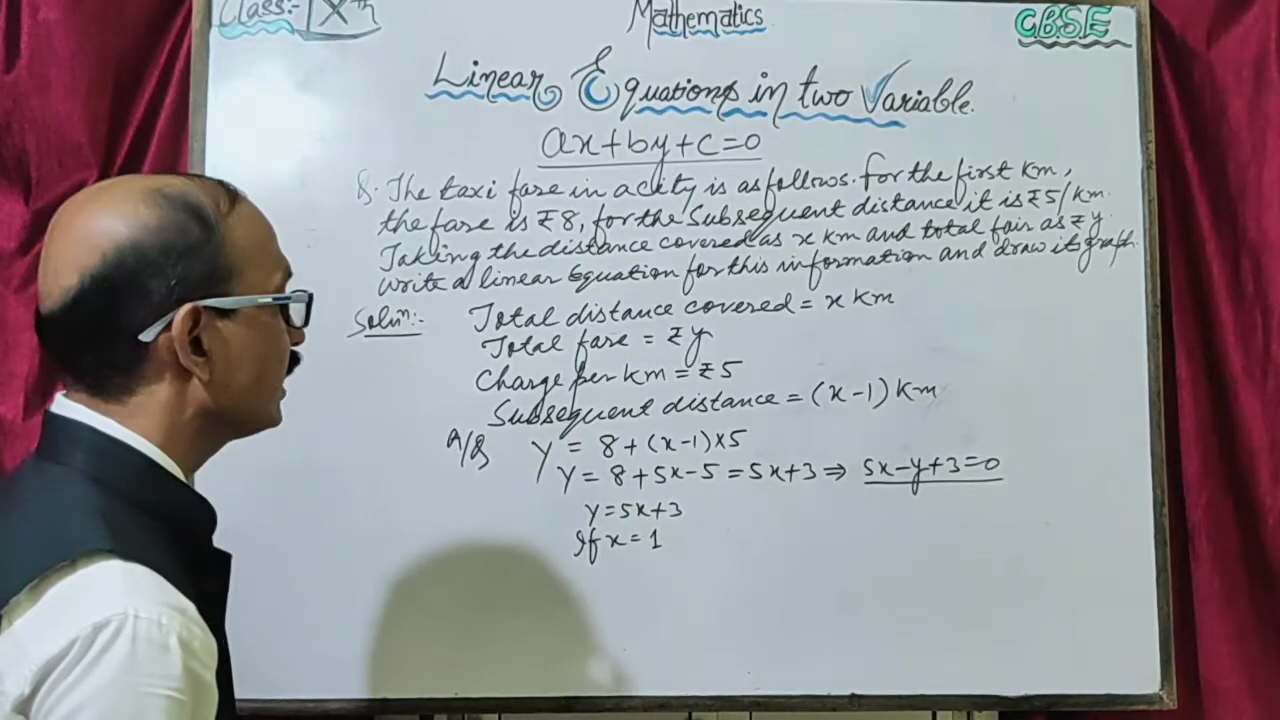 Class:- Xth
Mathematics
C.B.S.E
Linear Equations in two Variable.
ax+by+c=0
Q. The taxi fare in a city is as follows. for the first km,
the fare is ₹8, for the Subsequent distance it is ₹5/km.
Taking the distance covered as x km and total fair as ₹y.
write a linear Equation for this information and draw its graph.
Soln:- Total distance covered = x km
Total fare = ₹y
Charge per km = ₹5
Subsequent distance = (x-1) km
A/Q y = 8+(x-1)×5
y = 8+5x-5 = 5x+3 ⇒ 5x-y+3=0
y=5x+3
If x = 1